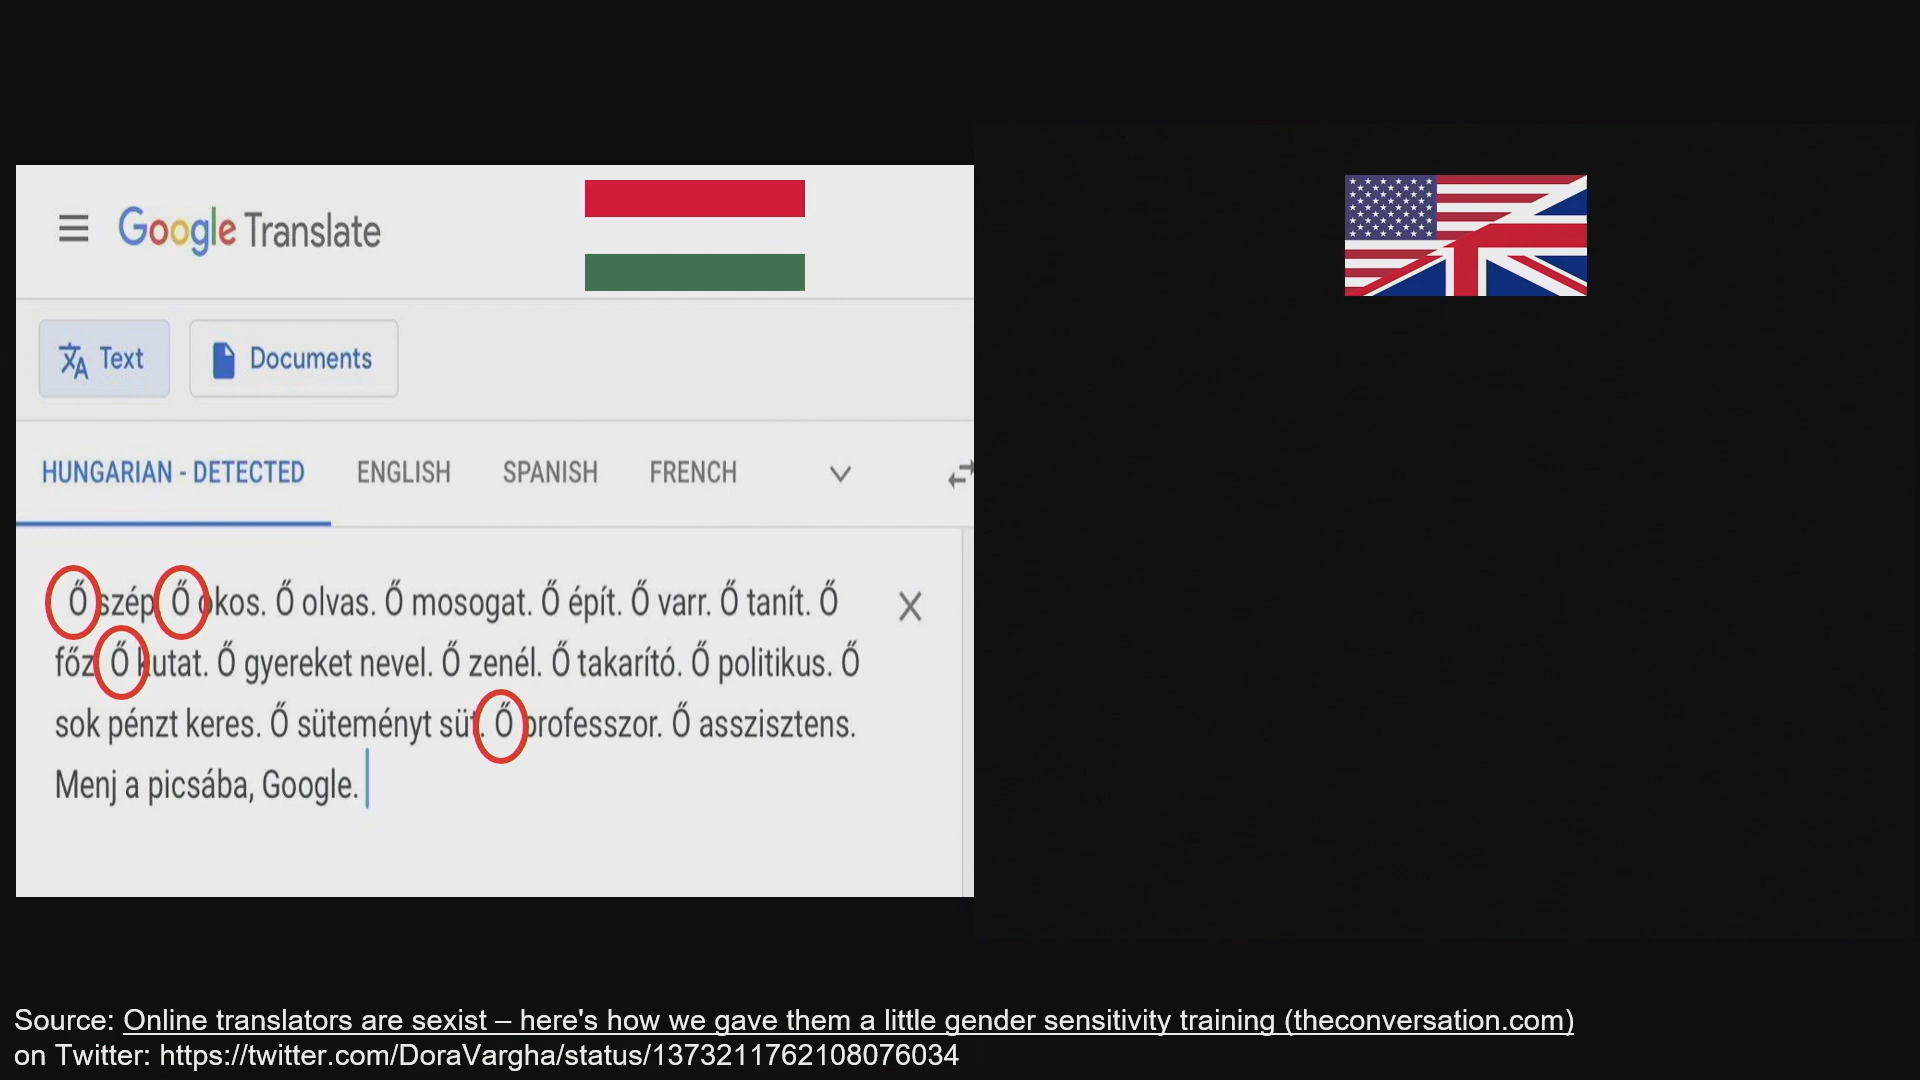 Google Translate
Text
Documents
HUNGARIAN - DETECTED ENGLISH SPANISH FRENCH
Ő szép. Ő okos. Ő olvas. Ő mosogat. Ő épít. Ő varr. Ő tanít. Ő
főz. Ő kutat. Ő gyereket nevel. Ő zenél. Ő takarító. Ő politikus. Ő
sok pénzt keres. Ő süteményt süt. Ő professzor. Ő asszisztens.
Menj a picsába, Google.
Source: Online translators are sexist – here's how we gave them a little gender sensitivity training (theconversation.com)
on Twitter: https://twitter.com/DoraVargha/status/1373211762108076034